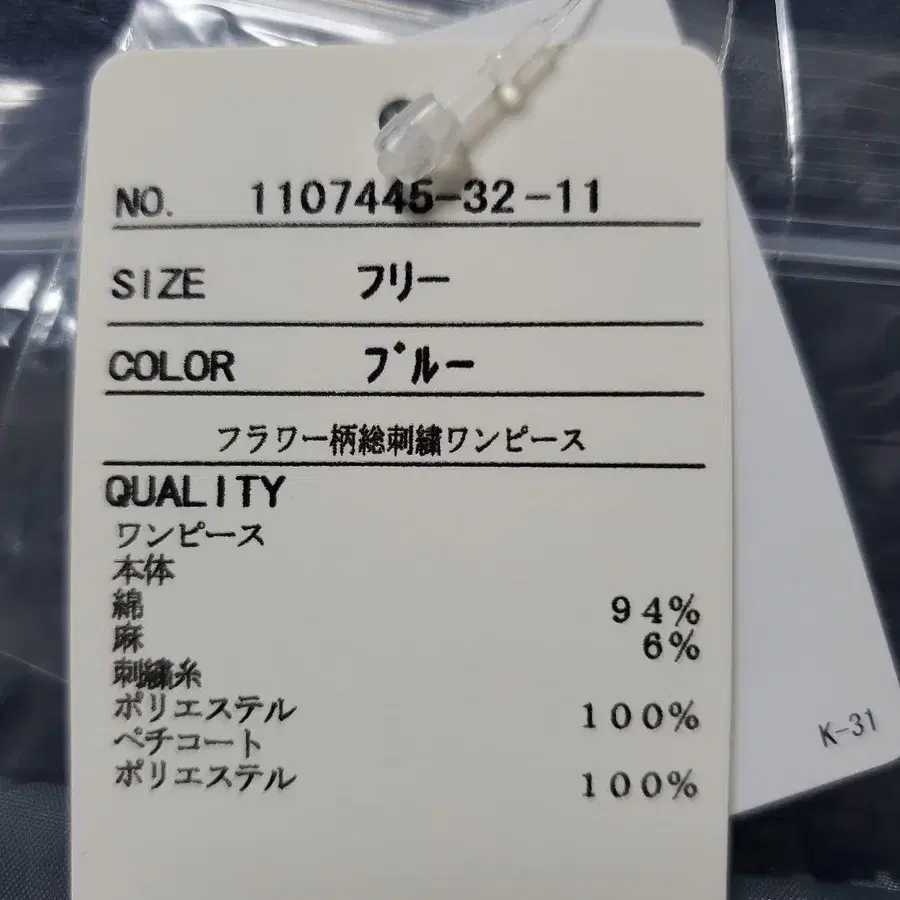 NO. 1107445-32-11
SIZE フリー
COLOR ブルー
フラワー柄総刺繍ワンピース
QUALITY
ワンピース
本体
綿 94%
麻 6%
刺繍糸
ポリエステル 100%
ペチコート
ポリエステル 100%
K-31